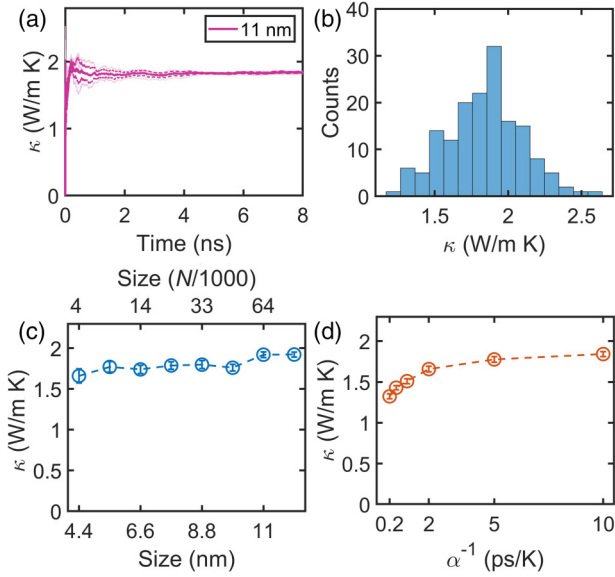 (a)
11 nm
κ (W/m K)
2
1
0
0 2 4 6 8
Time (ns)
(b)
Counts
40
30
20
10
0
1.5 2 2.5
κ (W/m K)
Size (N/1000)
4 14 33 64
(c)
κ (W/m K)
2
1.5
1
0.5
0
4.4 6.6 8.8 11
Size (nm)
(d)
κ (W/m K)
2
1.5
1
0.5
0
0.2 2 5 10
α⁻¹ (ps/K)